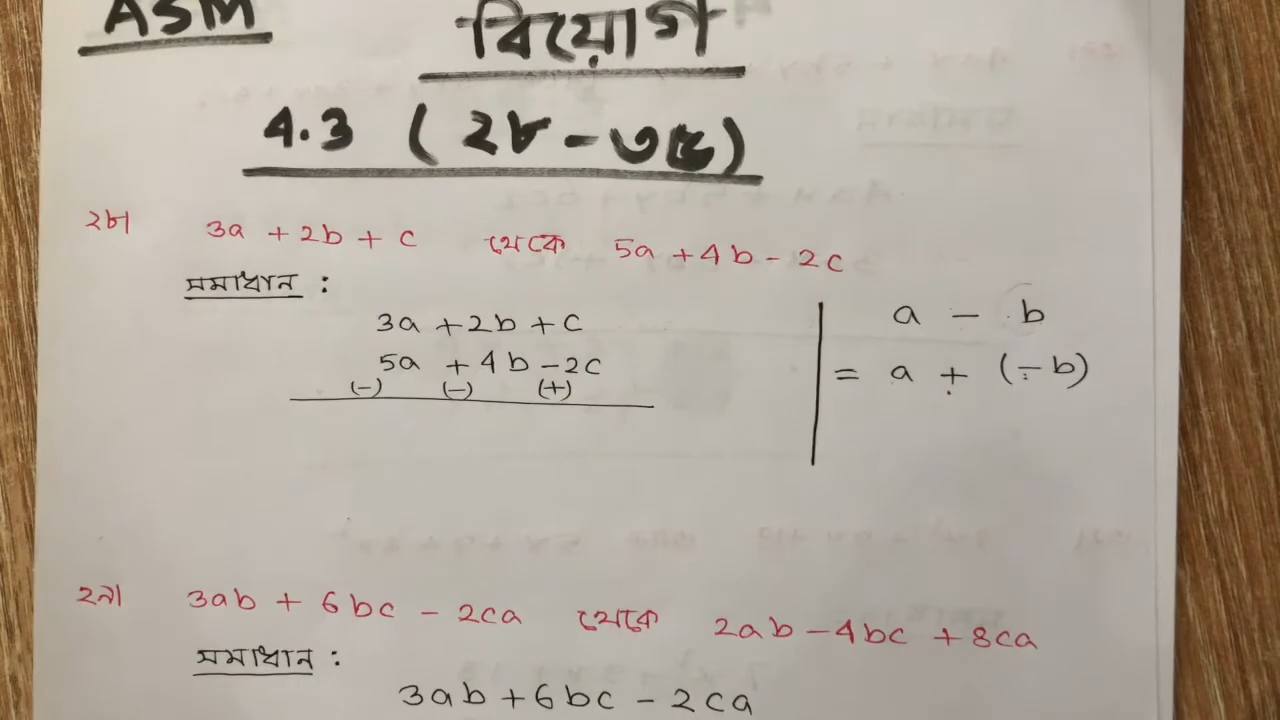 ASM
বিয়োগ
4.3 (২৮-৩৫)
২৮। 3a + 2b + c থেকে 5a + 4b - 2c
সমাধান :
3a + 2b + c
5a + 4b - 2c
(-) (-) (+)
a - b
= a + (-b)
২৯। 3ab + 6bc - 2ca থেকে 2ab - 4bc + 8ca
সমাধান :
3ab + 6bc - 2ca